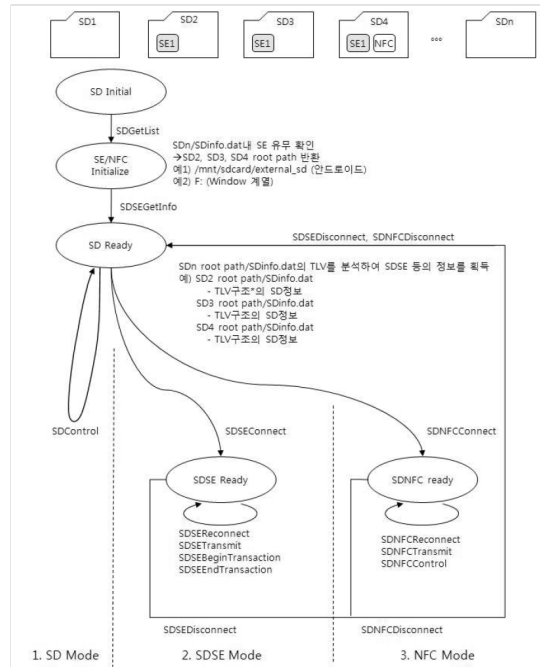 SD1
SD2
SD3
SD4
SDn
SE1
SE1
SE1
NFC
SD Initial
SDGetList
SDn/SDinfo.dat내 SE 유무 확인
→SD2, SD3, SD4 root path 반환
예1) /mnt/sdcard/external_sd (안드로이드)
예2) F: (Window 계열)
SE/NFC
Initialize
SDSEGetInfo
SDSEDisconnect, SDNFCDisconnect
SD Ready
SDn root path/SDinfo.dat의 TLV를 분석하여 SDSE 등의 정보를 획득
예) SD2 root path/SDinfo.dat
- TLV구조*의 SD정보
SD3 root path/SDinfo.dat
- TLV구조의 SD정보
SD4 root path/SDinfo.dat
- TLV구조의 SD정보
SDControl
SDSEConnect
SDNFCConnect
SDSE Ready
SDNFC ready
SDSEReconnect
SDSETransmit
SDSEBeginTransaction
SDSEEndTransaction
SDNFCReconnect
SDNFCTransmit
SDNFCControl
SDSEDisconnect
SDNFCDisconnect
1. SD Mode
2. SDSE Mode
3. NFC Mode